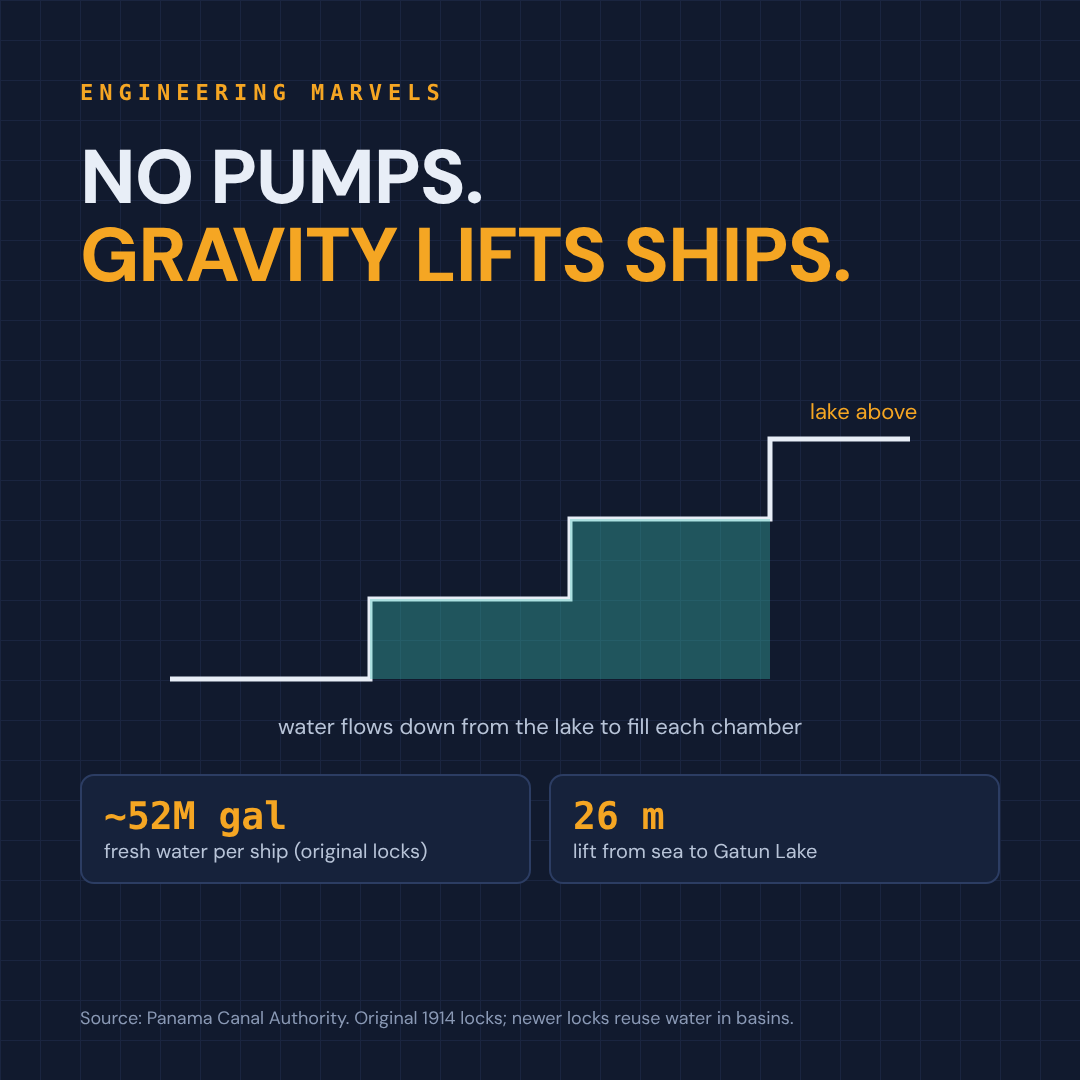 ENGINEERING MARVELS
NO PUMPS.
GRAVITY LIFTS SHIPS.
lake above
water flows down from the lake to fill each chamber
~52M gal
fresh water per ship (original locks)
26 m
lift from sea to Gatun Lake
Source: Panama Canal Authority. Original 1914 locks; newer locks reuse water in basins.